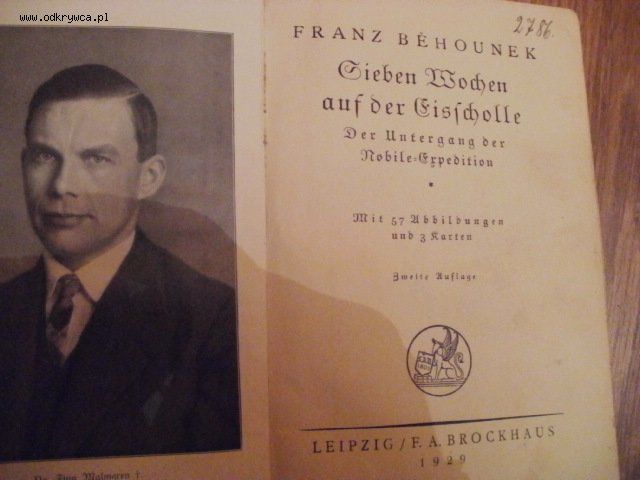 www.odkrywca.pl
2786.
FRANZ BĚHOUNEK
Sieben Wochen
auf der Eisscholle
Der Untergang der
Nobile-Expedition
Mit 57 Abbildungen
und 3 Karten
Zweite Auflage
LEIPZIG / F. A. BROCKHAUS
1929
Dr. Finn Malmgren †.